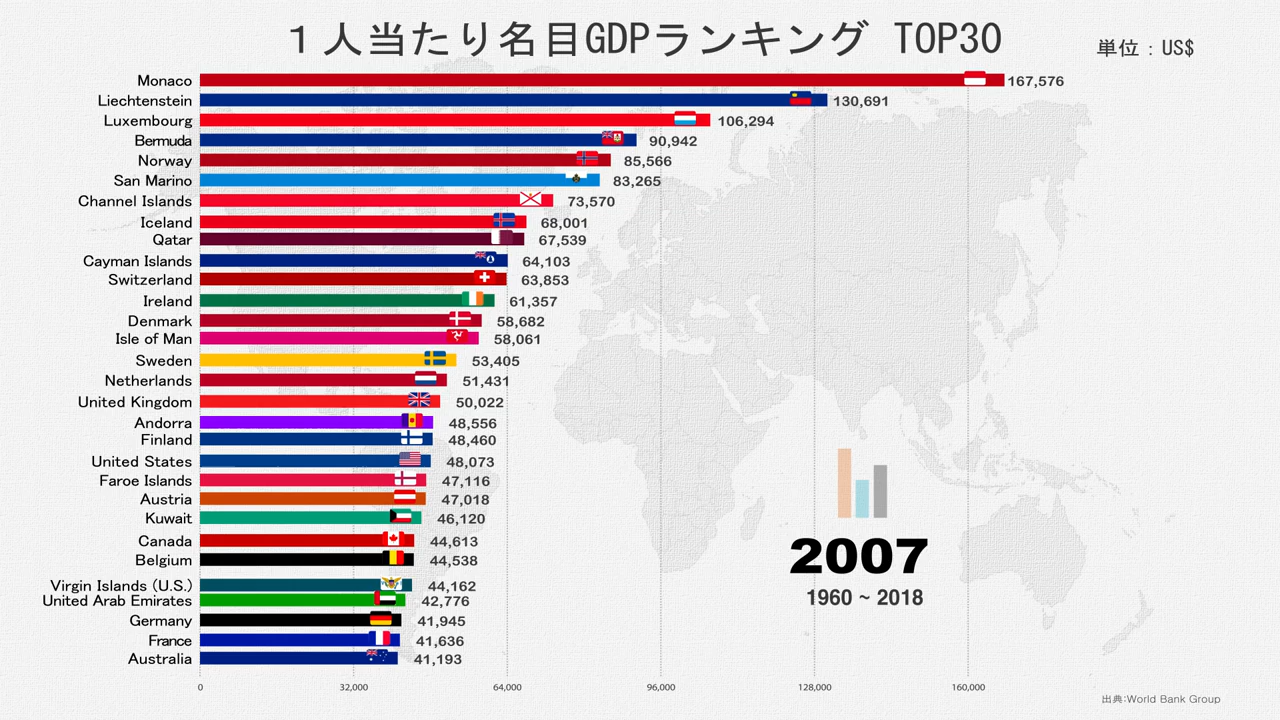 １人当たり名目GDPランキング TOP30
単位：US$
Monaco 167,576
Liechtenstein 130,691
Luxembourg 106,294
Bermuda 90,942
Norway 85,566
San Marino 83,265
Channel Islands 73,570
Iceland 68,001
Qatar 67,539
Cayman Islands 64,103
Switzerland 63,853
Ireland 61,357
Denmark 58,682
Isle of Man 58,061
Sweden 53,405
Netherlands 51,431
United Kingdom 50,022
Andorra 48,556
Finland 48,460
United States 48,073
Faroe Islands 47,116
Austria 47,018
Kuwait 46,120
Canada 44,613
Belgium 44,538
Virgin Islands (U.S.) 44,162
United Arab Emirates 42,776
Germany 41,945
France 41,636
Australia 41,193
2007
1960 ~ 2018
0 32,000 64,000 96,000 128,000 160,000
出典:World Bank Group